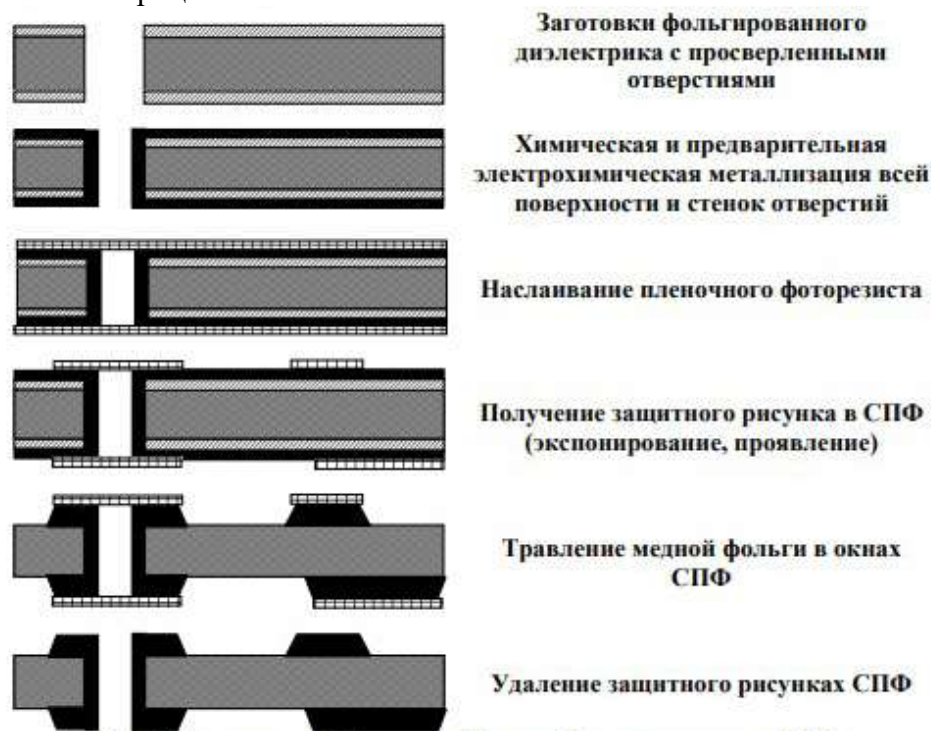 Заготовки фольгированного
диэлектрика с просверленными
отверстиями
Химическая и предварительная
электрохимическая металлизация всей
поверхности и стенок отверстий
Наслаивание пленочного фоторезиста
Получение защитного рисунка в СПФ
(экспонирование, проявление)
Травление медной фольги в окнах
СПФ
Удаление защитного рисунках СПФ